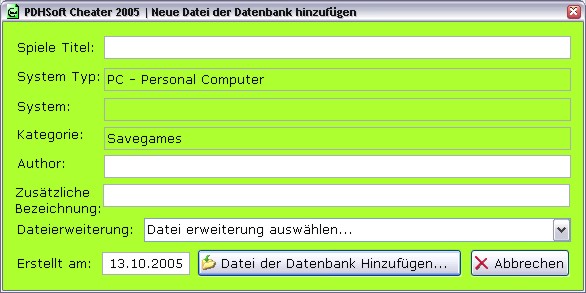 PDHSoft Cheater 2005 | Neue Datei der Datenbank hinzufügen
Spiele Titel:
System Typ: PC - Personal Computer
System:
Kategorie: Savegames
Author:
Zusätzliche
Bezeichnung:
Dateierweiterung: Datei erweiterung auswählen...
Erstellt am: 13.10.2005 Datei der Datenbank Hinzufügen... Abbrechen